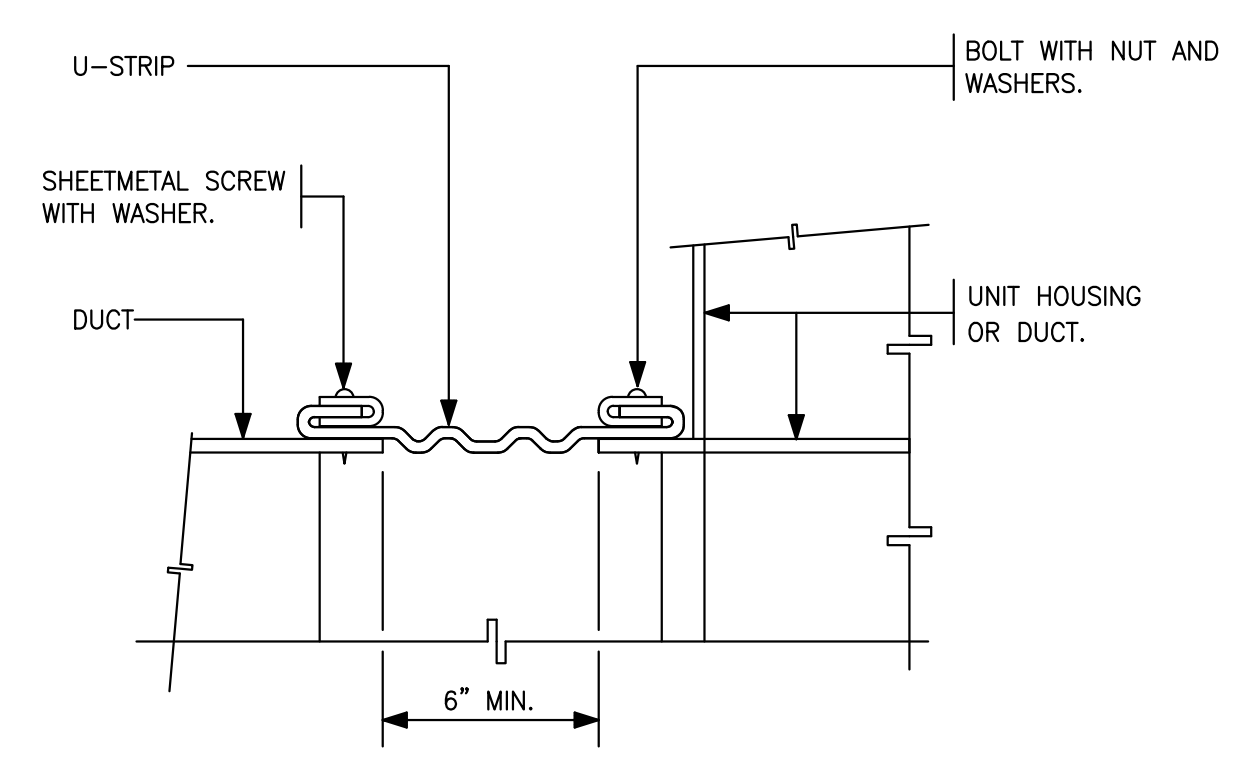 U-STRIP
BOLT WITH NUT AND
WASHERS.
SHEETMETAL SCREW
WITH WASHER.
DUCT
UNIT HOUSING
OR DUCT.
6" MIN.